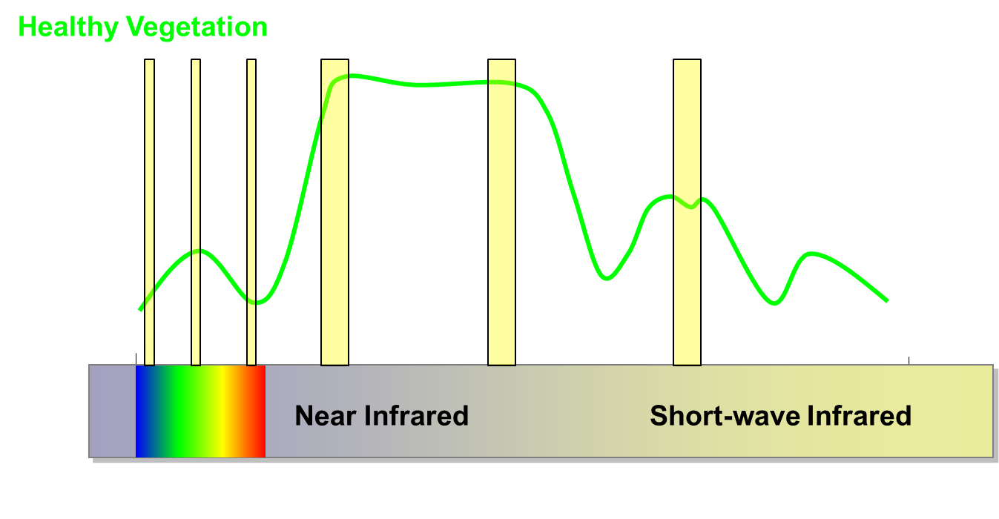 Healthy Vegetation
Near Infrared
Short-wave Infrared